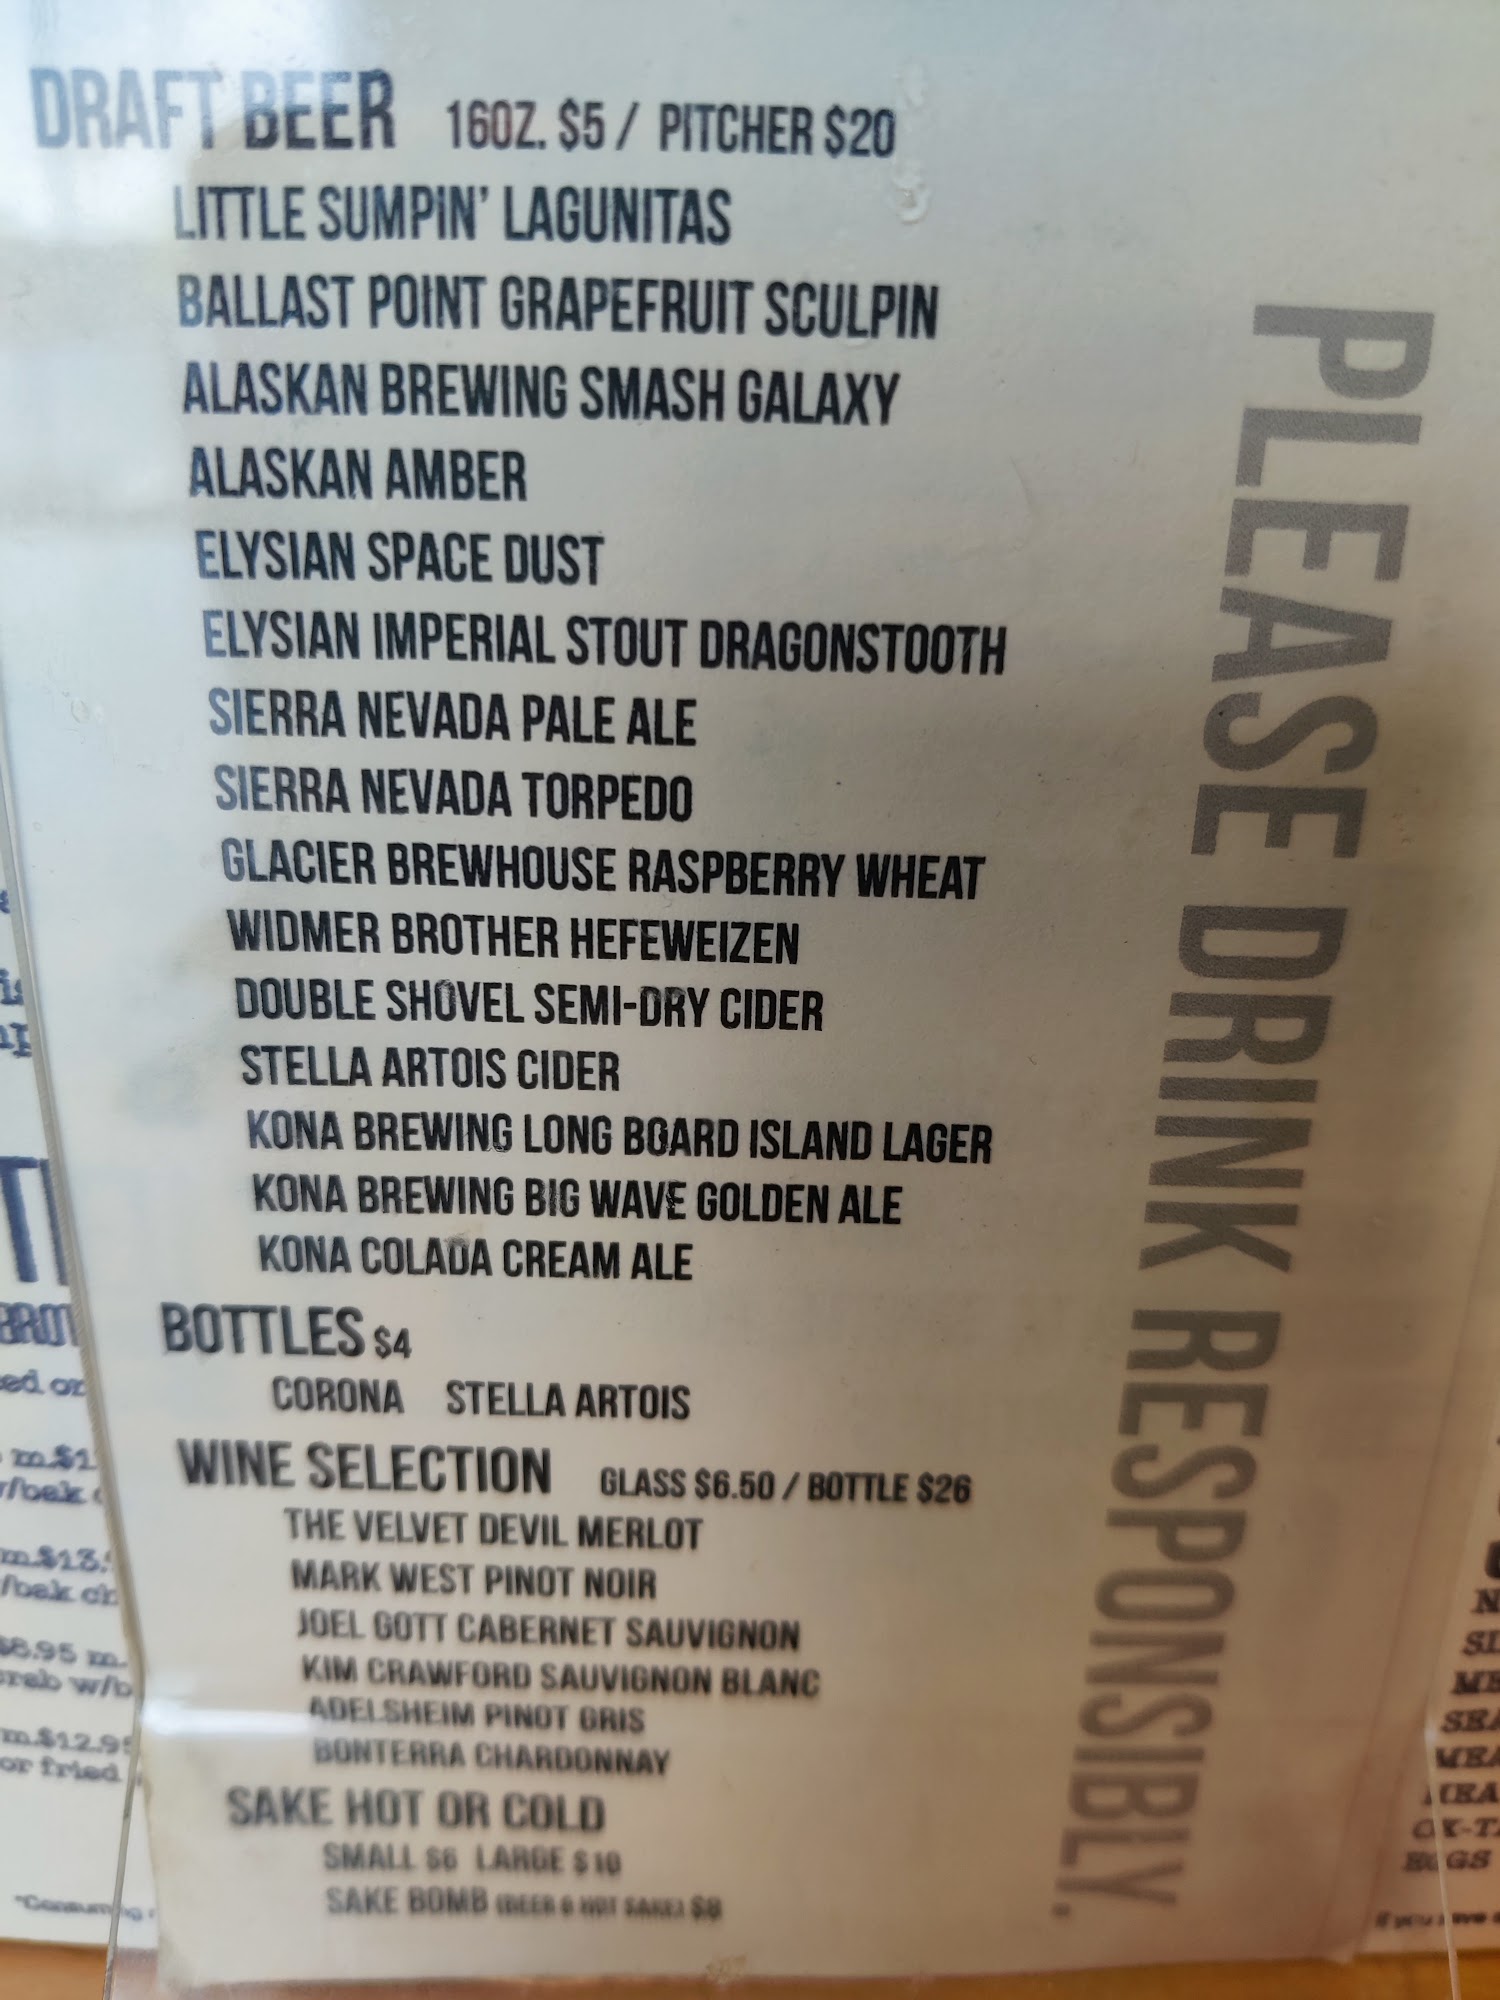 DRAFT BEER 16OZ. $5 / PITCHER $20
LITTLE SUMPIN' LAGUNITAS
BALLAST POINT GRAPEFRUIT SCULPIN
ALASKAN BREWING SMASH GALAXY
ALASKAN AMBER
ELYSIAN SPACE DUST
ELYSIAN IMPERIAL STOUT DRAGONSTOOTH
SIERRA NEVADA PALE ALE
SIERRA NEVADA TORPEDO
GLACIER BREWHOUSE RASPBERRY WHEAT
WIDMER BROTHER HEFEWEIZEN
DOUBLE SHOVEL SEMI-DRY CIDER
STELLA ARTOIS CIDER
KONA BREWING LONG BOARD ISLAND LAGER
KONA BREWING BIG WAVE GOLDEN ALE
KONA COLADA CREAM ALE
BOTTLES $4
CORONA STELLA ARTOIS
WINE SELECTION GLASS $6.50 / BOTTLE $26
THE VELVET DEVIL MERLOT
MARK WEST PINOT NOIR
JOEL GOTT CABERNET SAUVIGNON
KIM CRAWFORD SAUVIGNON BLANC
ADELSHEIM PINOT GRIS
BONTERRA CHARDONNAY
SAKE HOT OR COLD
SMALL $6 LARGE $10
SAKE BOMB (BEER & HOT SAKE) $8
PLEASE DRINK RESPONSIBLY.